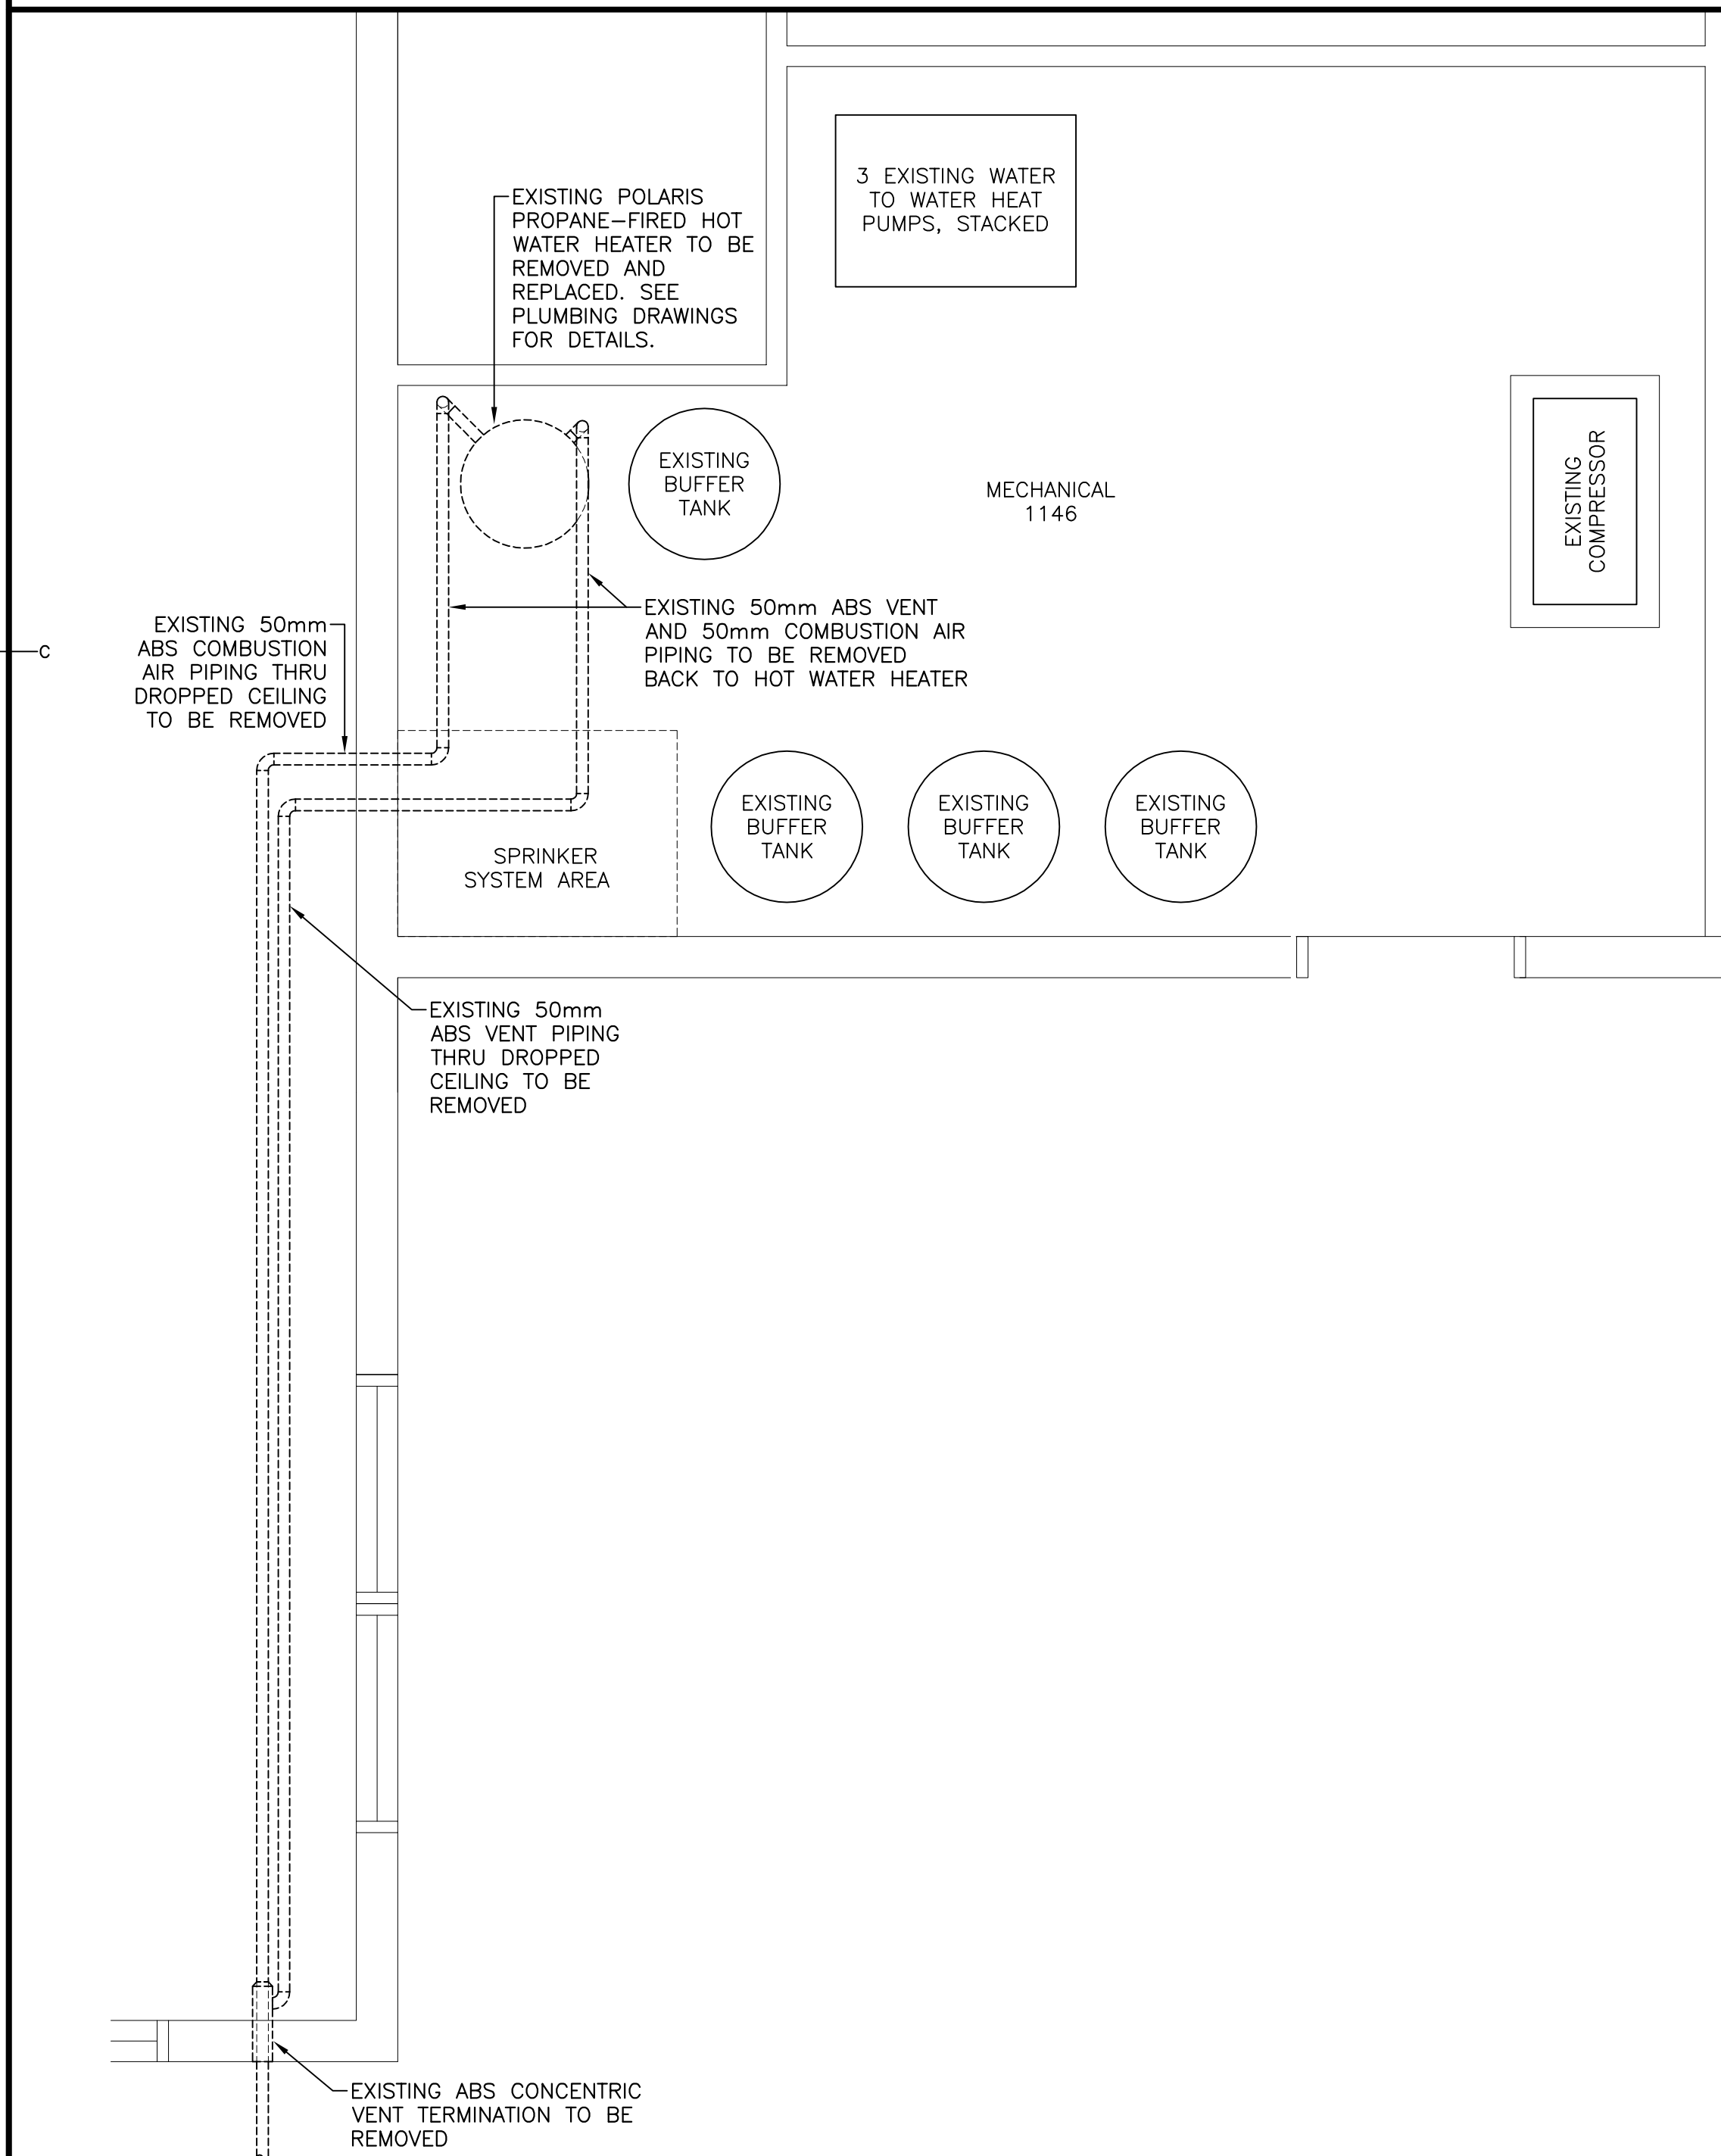 3 EXISTING WATER
TO WATER HEAT
PUMPS, STACKED
EXISTING POLARIS
PROPANE-FIRED HOT
WATER HEATER TO BE
REMOVED AND
REPLACED. SEE
PLUMBING DRAWINGS
FOR DETAILS.
EXISTING
BUFFER
TANK
MECHANICAL
1146
EXISTING
COMPRESSOR
EXISTING 50mm ABS VENT
AND 50mm COMBUSTION AIR
PIPING TO BE REMOVED
BACK TO HOT WATER HEATER
EXISTING 50mm
ABS COMBUSTION
AIR PIPING THRU
DROPPED CEILING
TO BE REMOVED
C
SPRINKER
SYSTEM AREA
EXISTING
BUFFER
TANK
EXISTING
BUFFER
TANK
EXISTING
BUFFER
TANK
EXISTING 50mm
ABS VENT PIPING
THRU DROPPED
CEILING TO BE
REMOVED
EXISTING ABS CONCENTRIC
VENT TERMINATION TO BE
REMOVED